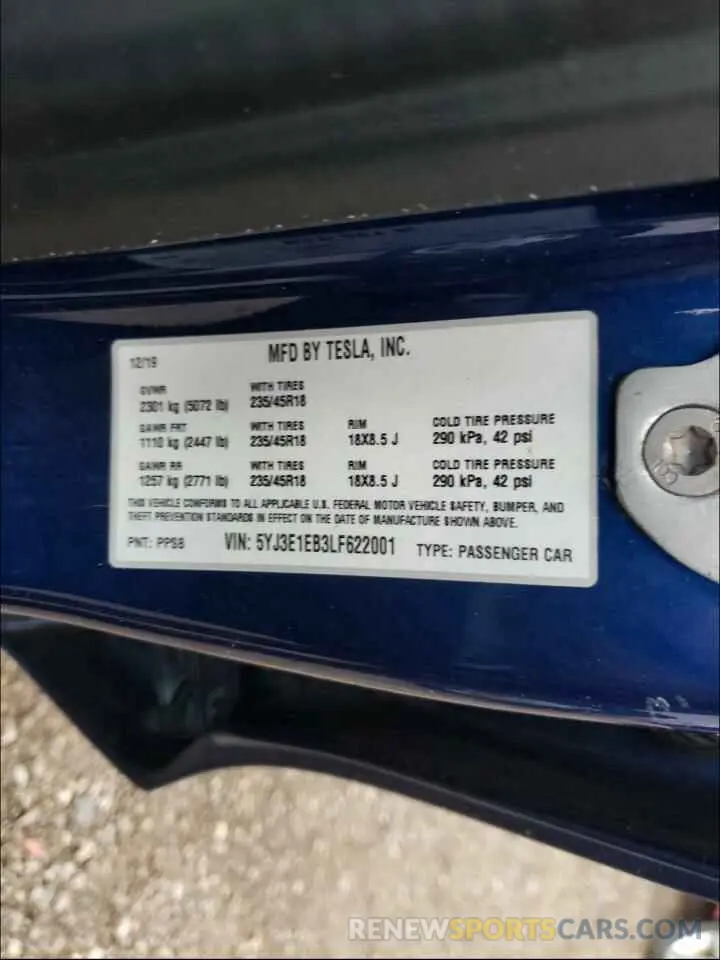 12/19 MFD BY TESLA, INC.
GVWR WITH TIRES
2301 kg (5072 lb) 235/45R18
GAWR FRT WITH TIRES RIM COLD TIRE PRESSURE
1110 kg (2447 lb) 235/45R18 18X8.5 J 290 kPa, 42 psi
GAWR RR WITH TIRES RIM COLD TIRE PRESSURE
1257 kg (2771 lb) 235/45R18 18X8.5 J 290 kPa, 42 psi
THIS VEHICLE CONFORMS TO ALL APPLICABLE U.S. FEDERAL MOTOR VEHICLE SAFETY, BUMPER, AND
THEFT PREVENTION STANDARDS IN EFFECT ON THE DATE OF MANUFACTURE SHOWN ABOVE.
PNT: PPSB VIN: 5YJ3E1EB3LF622001 TYPE: PASSENGER CAR
RENEWSPORTSCARS.COM